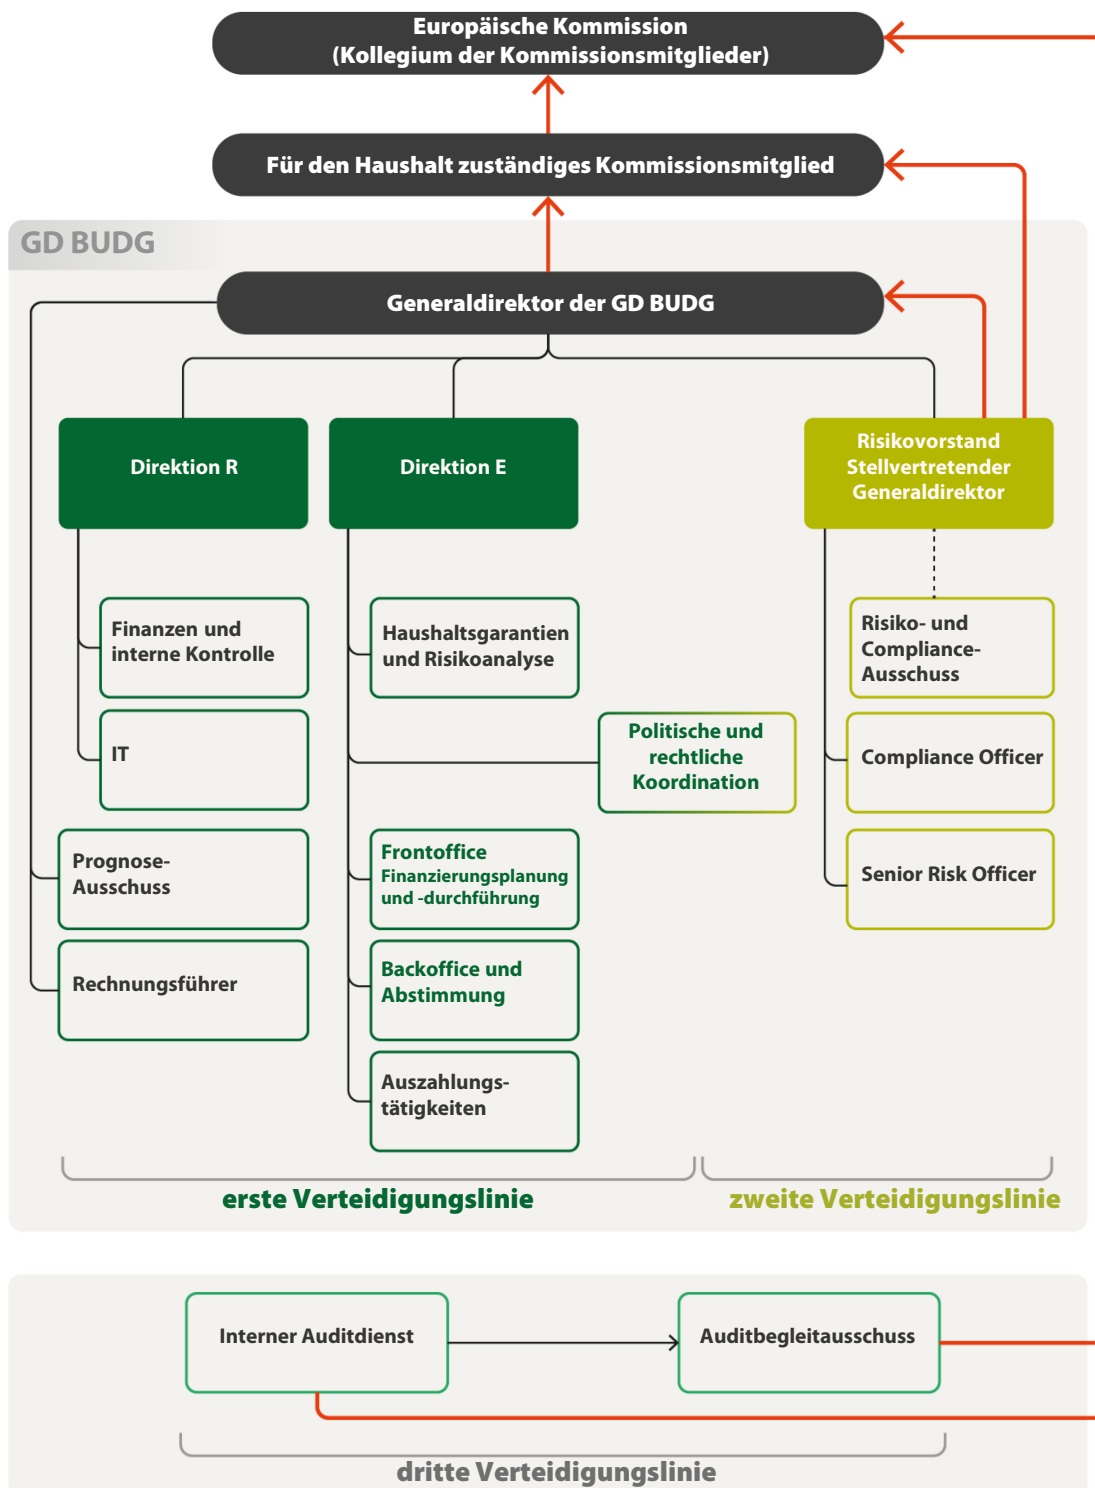 Europäische Kommission
(Kollegium der Kommissionsmitglieder)
Für den Haushalt zuständiges Kommissionsmitglied
GD BUDG
Generaldirektor der GD BUDG
Direktion R
Direktion E
Risikovorstand
Stellvertretender
Generaldirektor
Finanzen und
interne Kontrolle
Haushaltsgarantien
und Risikoanalyse
Risiko- und
Compliance-
Ausschuss
IT
Politische und
rechtliche
Koordination
Compliance Officer
Prognose-
Ausschuss
Frontoffice
Finanzierungsplanung
und -durchführung
Senior Risk Officer
Rechnungsführer
Backoffice und
Abstimmung
Auszahlungs-
tätigkeiten
erste Verteidigungslinie
zweite Verteidigungslinie
Interner Auditdienst
Auditbegleitausschuss
dritte Verteidigungslinie